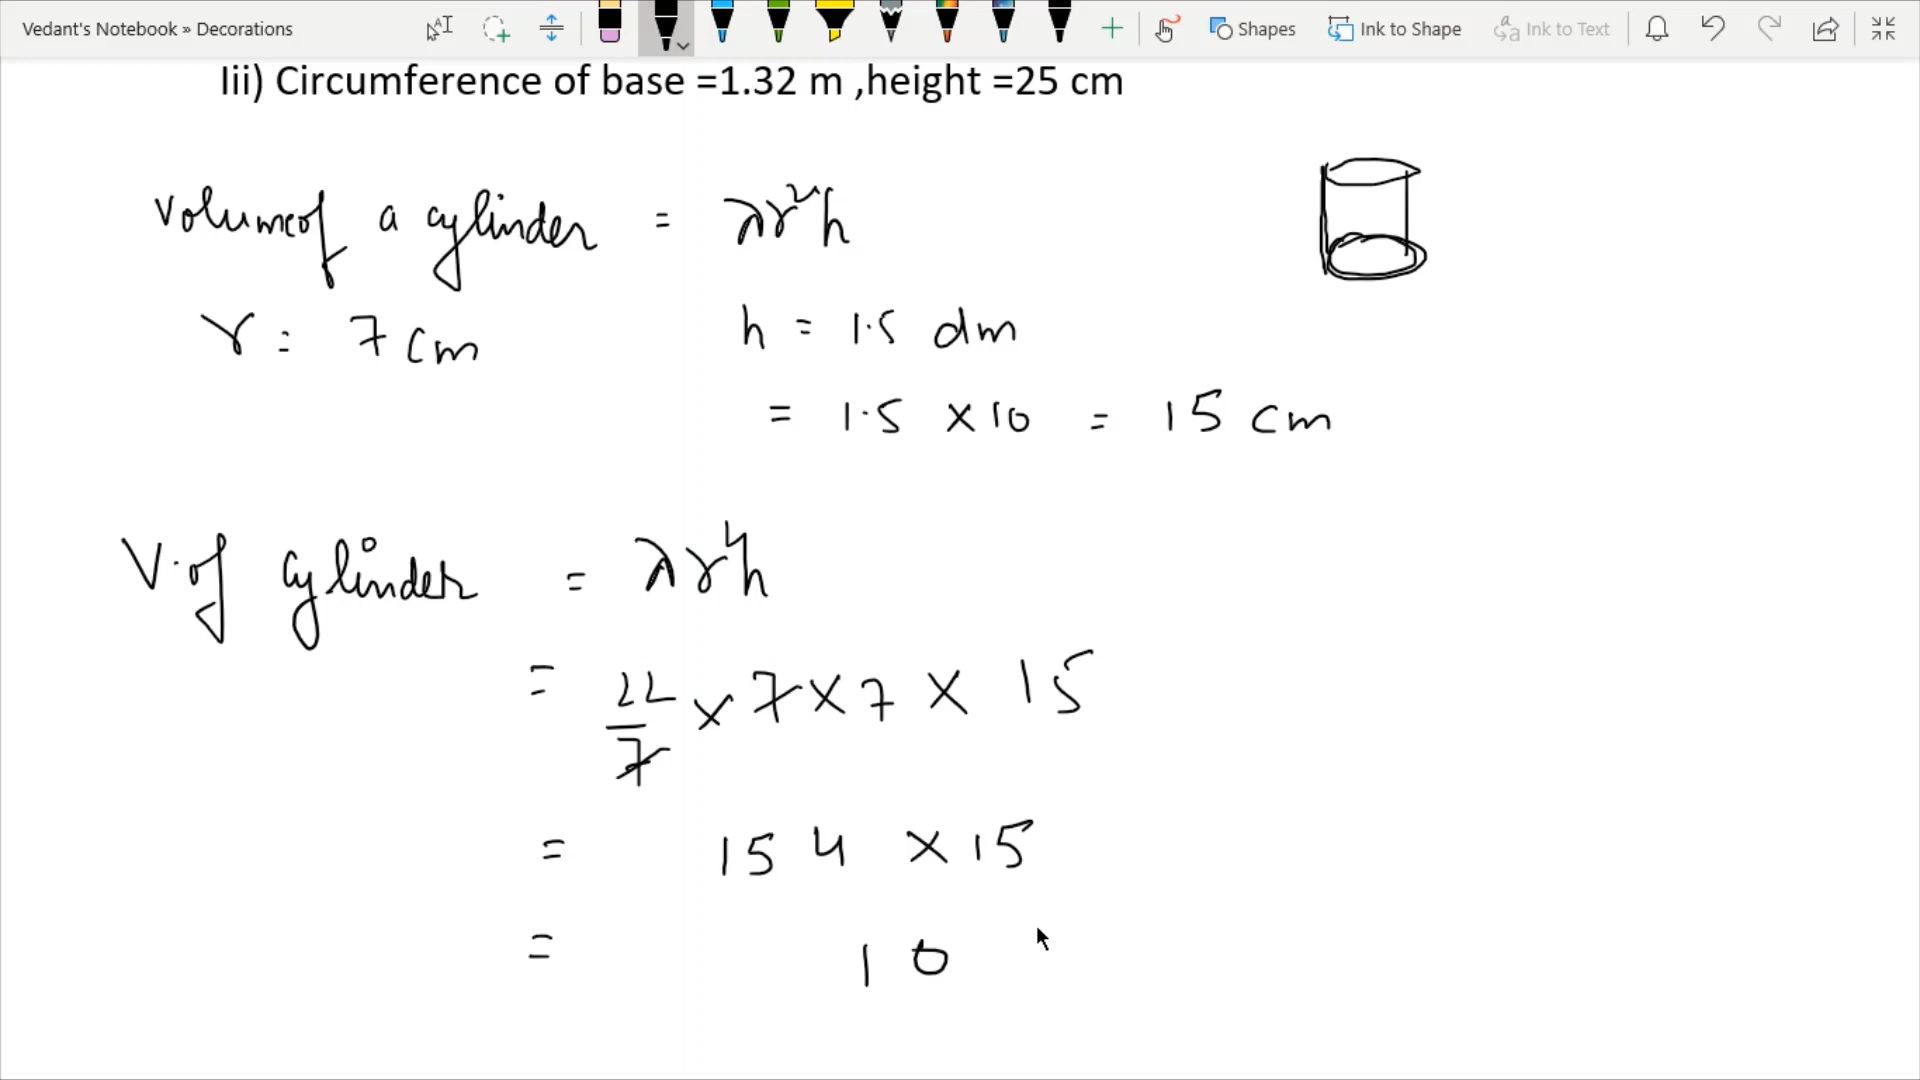 Vedant's Notebook » Decorations
Shapes
Ink to Shape
Ink to Text
Iii) Circumference of base =1.32 m ,height =25 cm
Volume of a cylinder = πr²h
r = 7 cm h = 1.5 dm
= 1.5 × 10 = 15 cm
V. of cylinder = πr²h
= 22/7 × 7 × 7 × 15
= 154 × 15
= 10